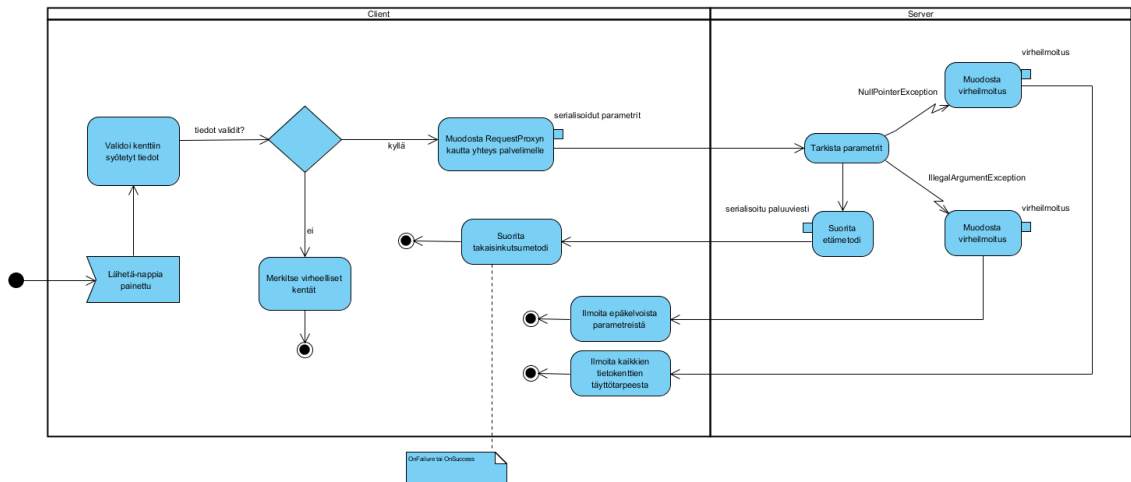 Client
Server
virheilmoitus
Muodosta
virheilmoitus
NullPointerException
serialisoidut parametrit
tiedot validit?
Validoi kenttiin
syötetyt tiedot
kyllä
Muodosta RequestProxyn
kautta yhteys palvelimelle
Tarkista parametrit
IllegalArgumentException
serialisoitu paluuviesti
virheilmoitus
ei
Suorita
takaisinkutsumetodi
Suorita
etämetodi
Muodosta
virheilmoitus
Lähetä-nappia
painettu
Merkitse virheelliset
kentät
Ilmoita epäkelvoista
parametreistä
Ilmoita kaikkien
tietokenttien
täyttötarpeesta
OnFailure tai OnSuccess